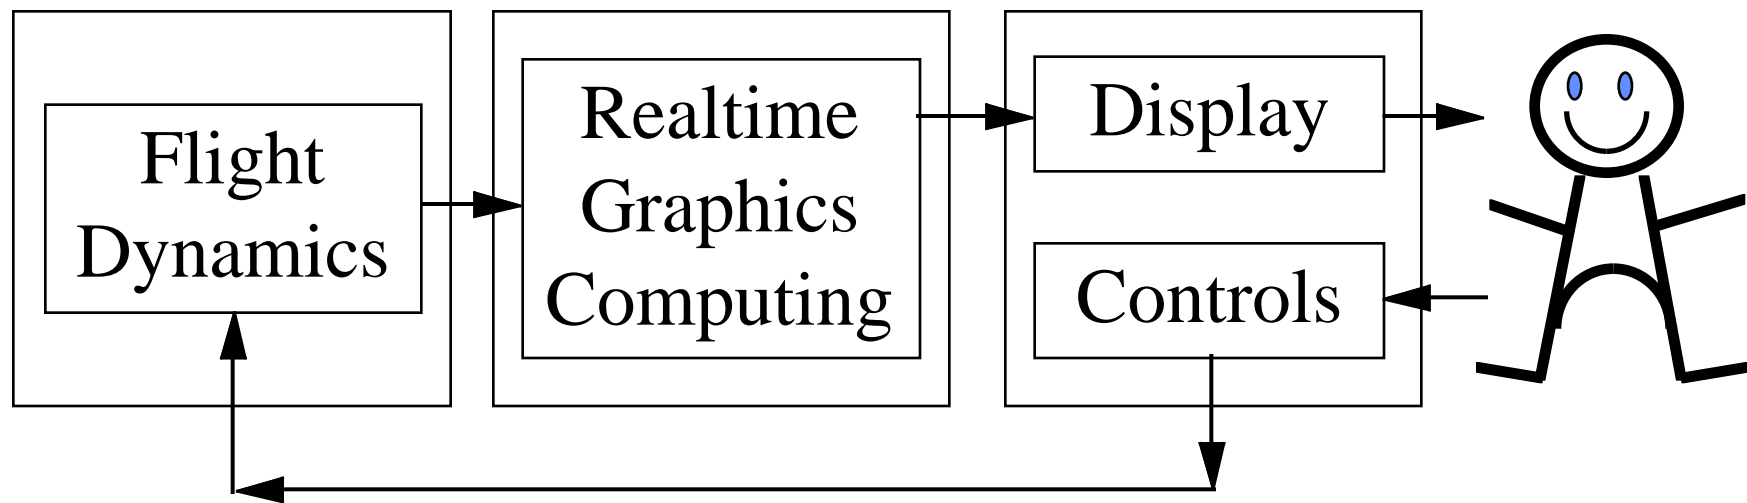 Flight
Dynamics
Realtime
Graphics
Computing
Display
Controls